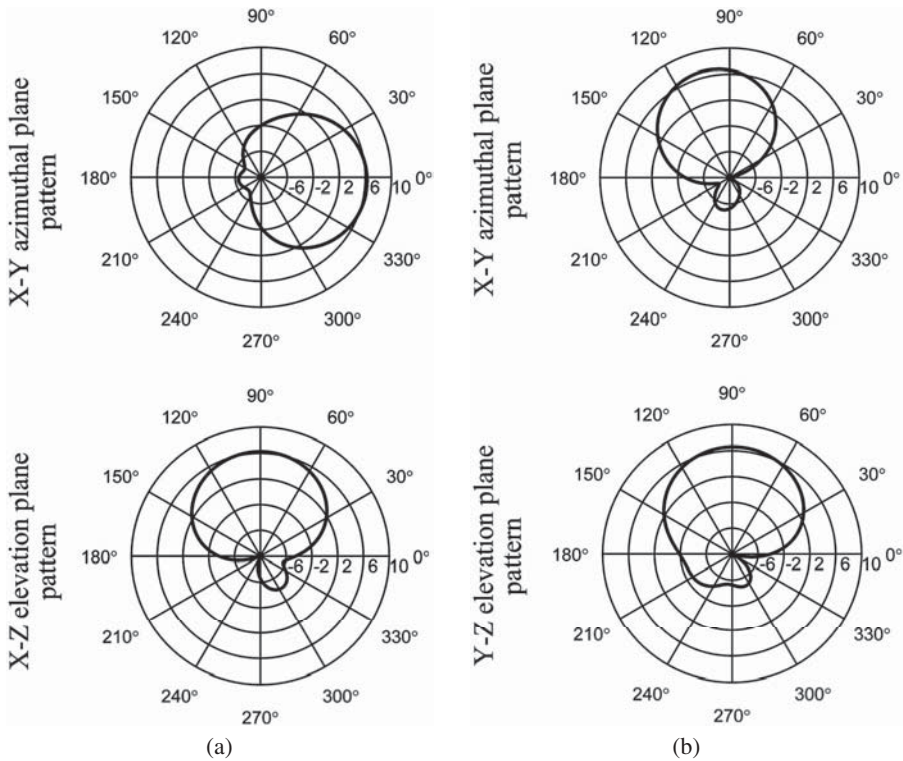 90°
120° 60°
150° 30°
180° -6 -2 2 6 10 0°
210° 330°
240° 300°
270°
X-Y azimuthal plane
pattern
90°
120° 60°
150° 30°
180° -6 -2 2 6 10 0°
210° 330°
240° 300°
270°
X-Y azimuthal plane
pattern
90°
120° 60°
150° 30°
180° -6 -2 2 6 10 0°
210° 330°
240° 300°
270°
X-Z elevation plane
pattern
(a)
90°
120° 60°
150° 30°
180° -6 -2 2 6 10 0°
210° 330°
240° 300°
270°
Y-Z elevation plane
pattern
(b)